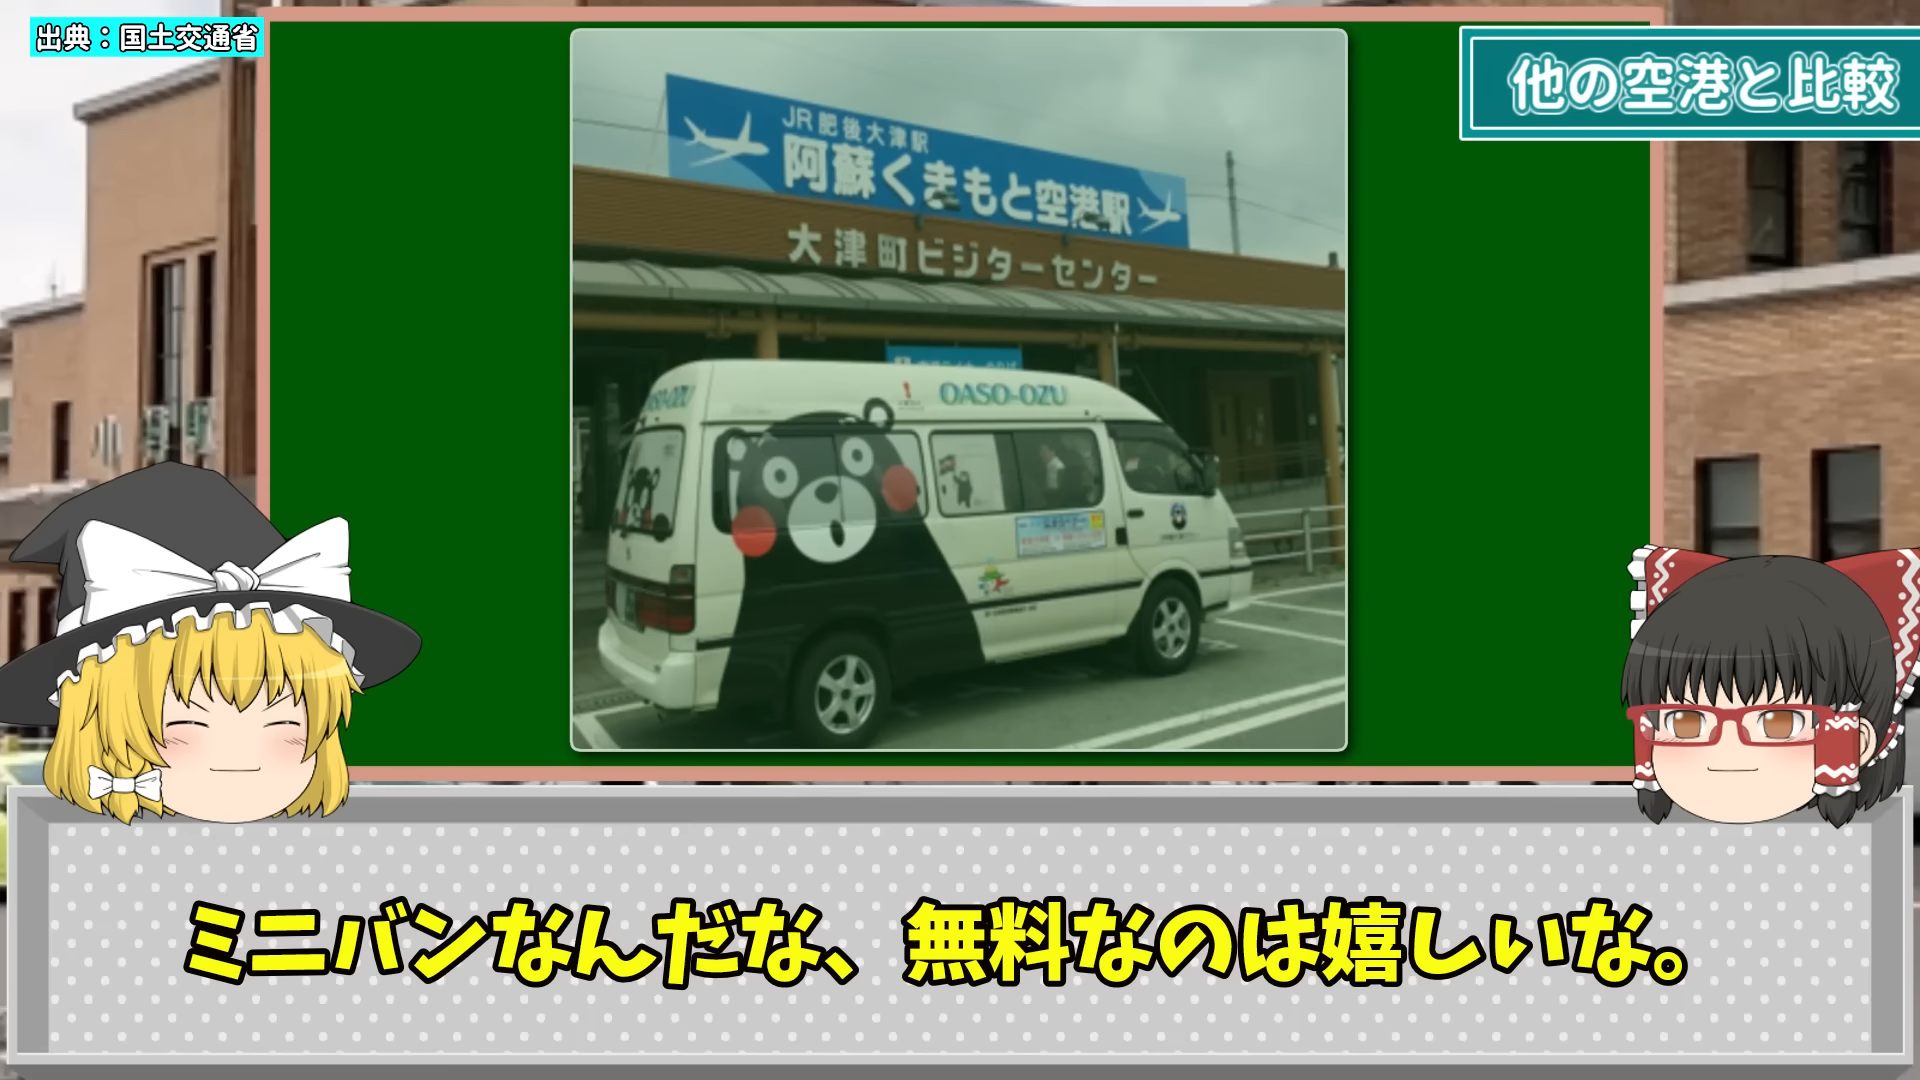 出典：国土交通省
他の空港と比較
JR肥後大津駅
阿蘇くまもと空港駅
大津町ビジターセンター
OASO-OZU
ミニバンなんだな、無料なのは嬉しいな。